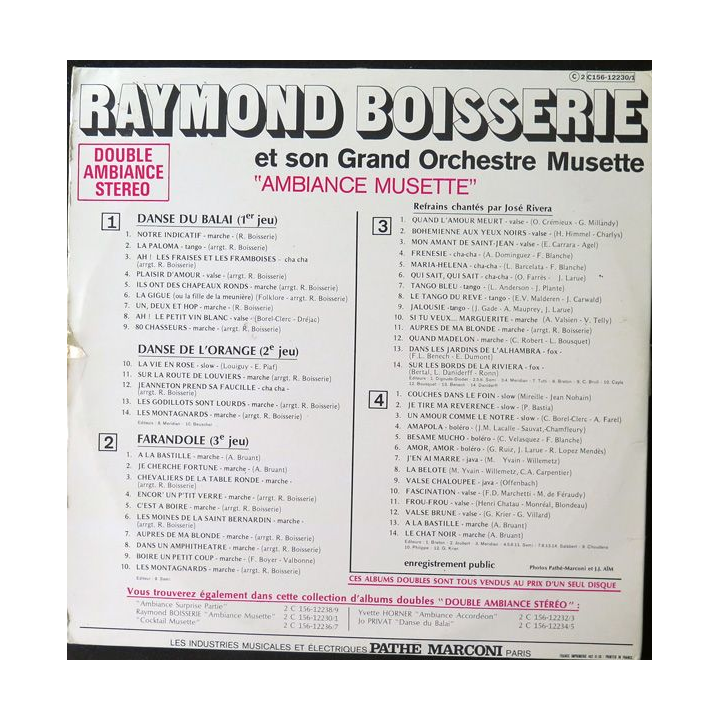 © 2 C156-12230/1
RAYMOND BOISSERIE
DOUBLE
AMBIANCE
STEREO
et son Grand Orchestre Musette
"AMBIANCE MUSETTE"
1
DANSE DU BALAI (1er jeu)
1. NOTRE INDICATIF - marche - (R. Boisserie)
2. LA PALOMA - tango - (arrgt. R. Boisserie)
3. AH ! LES FRAISES ET LES FRAMBOISES - cha cha
(arrgt. R. Boisserie)
4. PLAISIR D'AMOUR - valse - (arrgt. R. Boisserie)
5. ILS ONT DES CHAPEAUX RONDS - marche - (arrgt. R. Boisserie)
6. LA GIGUE (ou la fille de la meunière) (Folklore - arrgt. R. Boisserie)
7. UN, DEUX ET HOP - marche - (R. Boisserie)
8. AH ! LE PETIT VIN BLANC - valse - (Borel-Clerc - Dréjac)
9. 80 CHASSEURS - marche - (arrgt. R. Boisserie)
DANSE DE L'ORANGE (2e jeu)
10. LA VIE EN ROSE - slow - (Louiguy - E. Piaf)
11. SUR LA ROUTE DE LOUVIERS - marche - (arrgt. R. Boisserie)
12. JEANNETON PREND SA FAUCILLE - cha cha -
(arrgt. R. Boisserie)
13. LES GODILLOTS SONT LOURDS - marche - (arrgt. R. Boisserie)
14. LES MONTAGNARDS - marche - (arrgt. R. Boisserie)
2
FARANDOLE (3e jeu)
1. A LA BASTILLE - marche - (A. Bruant)
2. JE CHERCHE FORTUNE - marche - (A. Bruant)
3. CHEVALIERS DE LA TABLE RONDE - marche -
(arrgt. R. Boisserie)
4. ENCOR' UN P'TIT VERRE - marche - (arrgt. R. Boisserie)
5. C'EST A BOIRE - marche - (arrgt. R. Boisserie)
6. LES MOINES DE LA SAINT BERNARDIN - marche -
(arrgt. R. Boisserie)
7. AUPRES DE MA BLONDE - marche - (arrgt. R. Boisserie)
8. DANS UN AMPHITHEATRE - marche - (arrgt. R. Boisserie)
9. BOIRE UN PETIT COUP - marche - (F. Boyer - Valbonne)
10. LES MONTAGNARDS - marche - (arrgt. R. Boisserie)
Refrains chantés par José Rivera
3
1. QUAND L'AMOUR MEURT - valse - (O. Crémieux - G. Millandy)
2. BOHEMIENNE AUX YEUX NOIRS - valse - (H. Himmel - Charlys)
3. MON AMANT DE SAINT-JEAN - valse - (E. Carrara - Agel)
4. FRENESIE - cha-cha - (A. Dominguez - F. Blanche)
5. MARIA-HELENA - cha-cha - (L. Barcelata - F. Blanche)
6. QUI SAIT, QUI SAIT - cha-cha - (O. Farrès - J. Larue)
7. TANGO BLEU - tango - (L. Anderson - J. Plante)
8. LE TANGO DU REVE - tango - (E.V. Malderen - J. Carwald)
9. JALOUSIE - tango - (J. Gade - A. Mauprey, J. Larue)
10. SI TU VEUX... MARGUERITE - marche - (A. Valsien - V. Telly)
11. AUPRES DE MA BLONDE - marche - (arrgt. R. Boisserie)
12. QUAND MADELON - marche - (C. Robert - L. Bousquet)
13. DANS LES JARDINS DE L'ALHAMBRA - fox -
(F.L. Benech - E. Dumont)
14. SUR LES BORDS DE LA RIVIERA - fox -
(Bertal, L. Daniderff - Ronn)
4
1. COUCHES DANS LE FOIN - slow - (Mireille - Jean Nohain)
2. JE TIRE MA REVERENCE - slow - (P. Bastia)
3. UN AMOUR COMME LE NOTRE - slow - (C. Borel-Clerc - A. Farel)
4. AMAPOLA - boléro - (J.M. Lacalle - Sauvat, Chamfleury)
5. BESAME MUCHO - boléro - (C. Velasquez - F. Blanche)
6. AMOR, AMOR - boléro - (G. Ruiz, J. Larue - R. Lopez Mendès)
7. J'EN AI MARRE - java - (M. Yvain - Willemetz)
8. LA BELOTE - (M. Yvain - Willemetz, C.A. Carpentier)
9. VALSE CHALOUPEE - java - (Offenbach)
10. FASCINATION - valse - (F.D. Marchetti - M. de Féraudy)
11. FROU-FROU - valse - (Henri Chatau - Monréal, Blondeau)
12. VALSE BRUNE - valse - (G. Krier - G. Villard)
13. A LA BASTILLE - marche - (A. Bruant)
14. LE CHAT NOIR - marche - (A. Bruant)
enregistrement public
Photos Pathé-Marconi et J.J. AÏM
CES ALBUMS DOUBLES SONT TOUS VENDUS AU PRIX D'UN SEUL DISQUE
Vous trouverez également dans cette collection d'albums doubles "DOUBLE AMBIANCE STÉRÉO" :
"Ambiance Surprise Partie" 2 C 156-12238/9
Raymond BOISSERIE "Ambiance Musette" 2 C 156-12230/1
"Cocktail Musette" 2 C 156-12236/7
Yvette HORNER "Ambiance Accordéon" 2 C 156-12232/3
Jo PRIVAT "Danse du Balai" 2 C 156-12234/5
LES INDUSTRIES MUSICALES ET ÉLECTRIQUES PATHE MARCONI PARIS